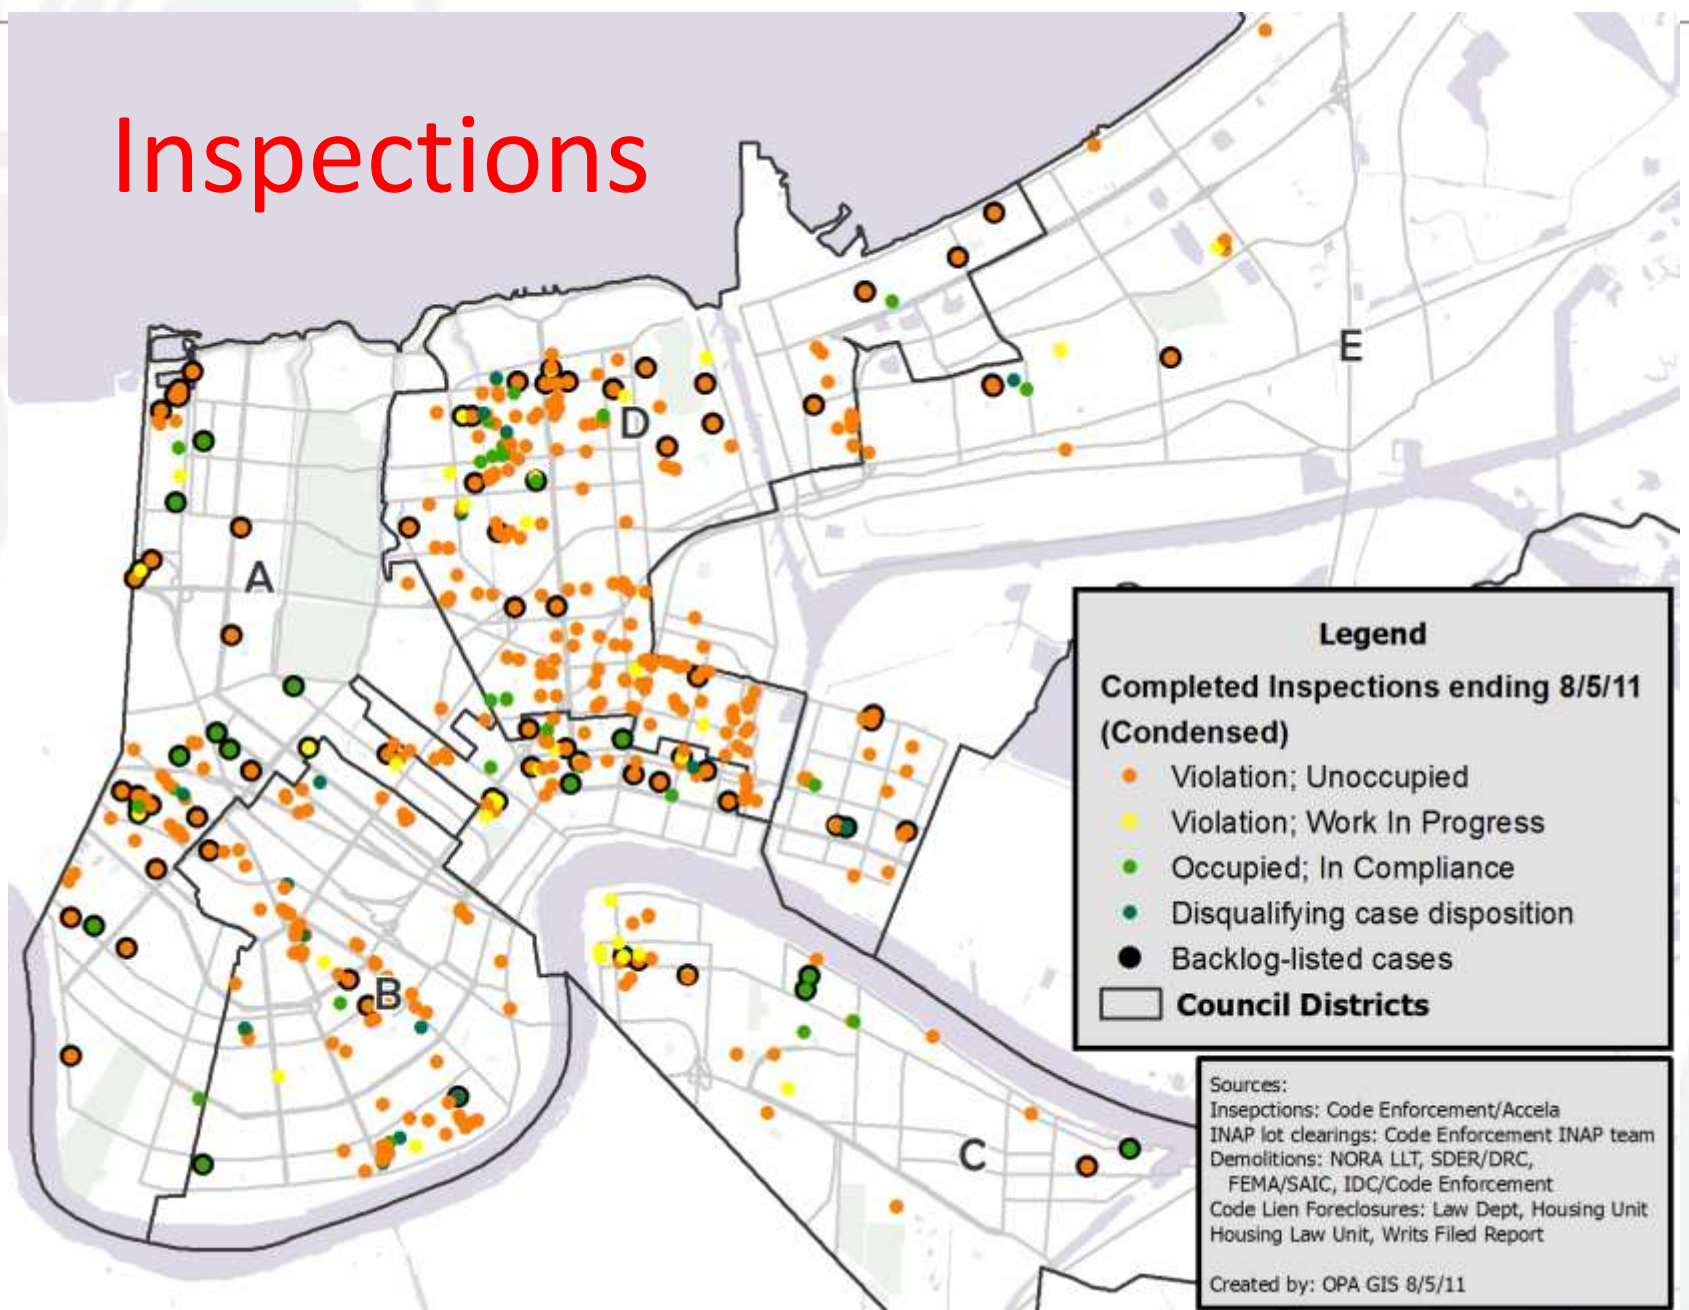 Inspections
A
D
E
B
C
Legend
Completed Inspections ending 8/5/11
(Condensed)
Violation; Unoccupied
Violation; Work In Progress
Occupied; In Compliance
Disqualifying case disposition
Backlog-listed cases
Council Districts
Sources:
Insepctions: Code Enforcement/Accela
INAP lot clearings: Code Enforcement INAP team
Demolitions: NORA LLT, SDER/DRC,
FEMA/SAIC, IDC/Code Enforcement
Code Lien Foreclosures: Law Dept, Housing Unit
Housing Law Unit, Writs Filed Report
Created by: OPA GIS 8/5/11